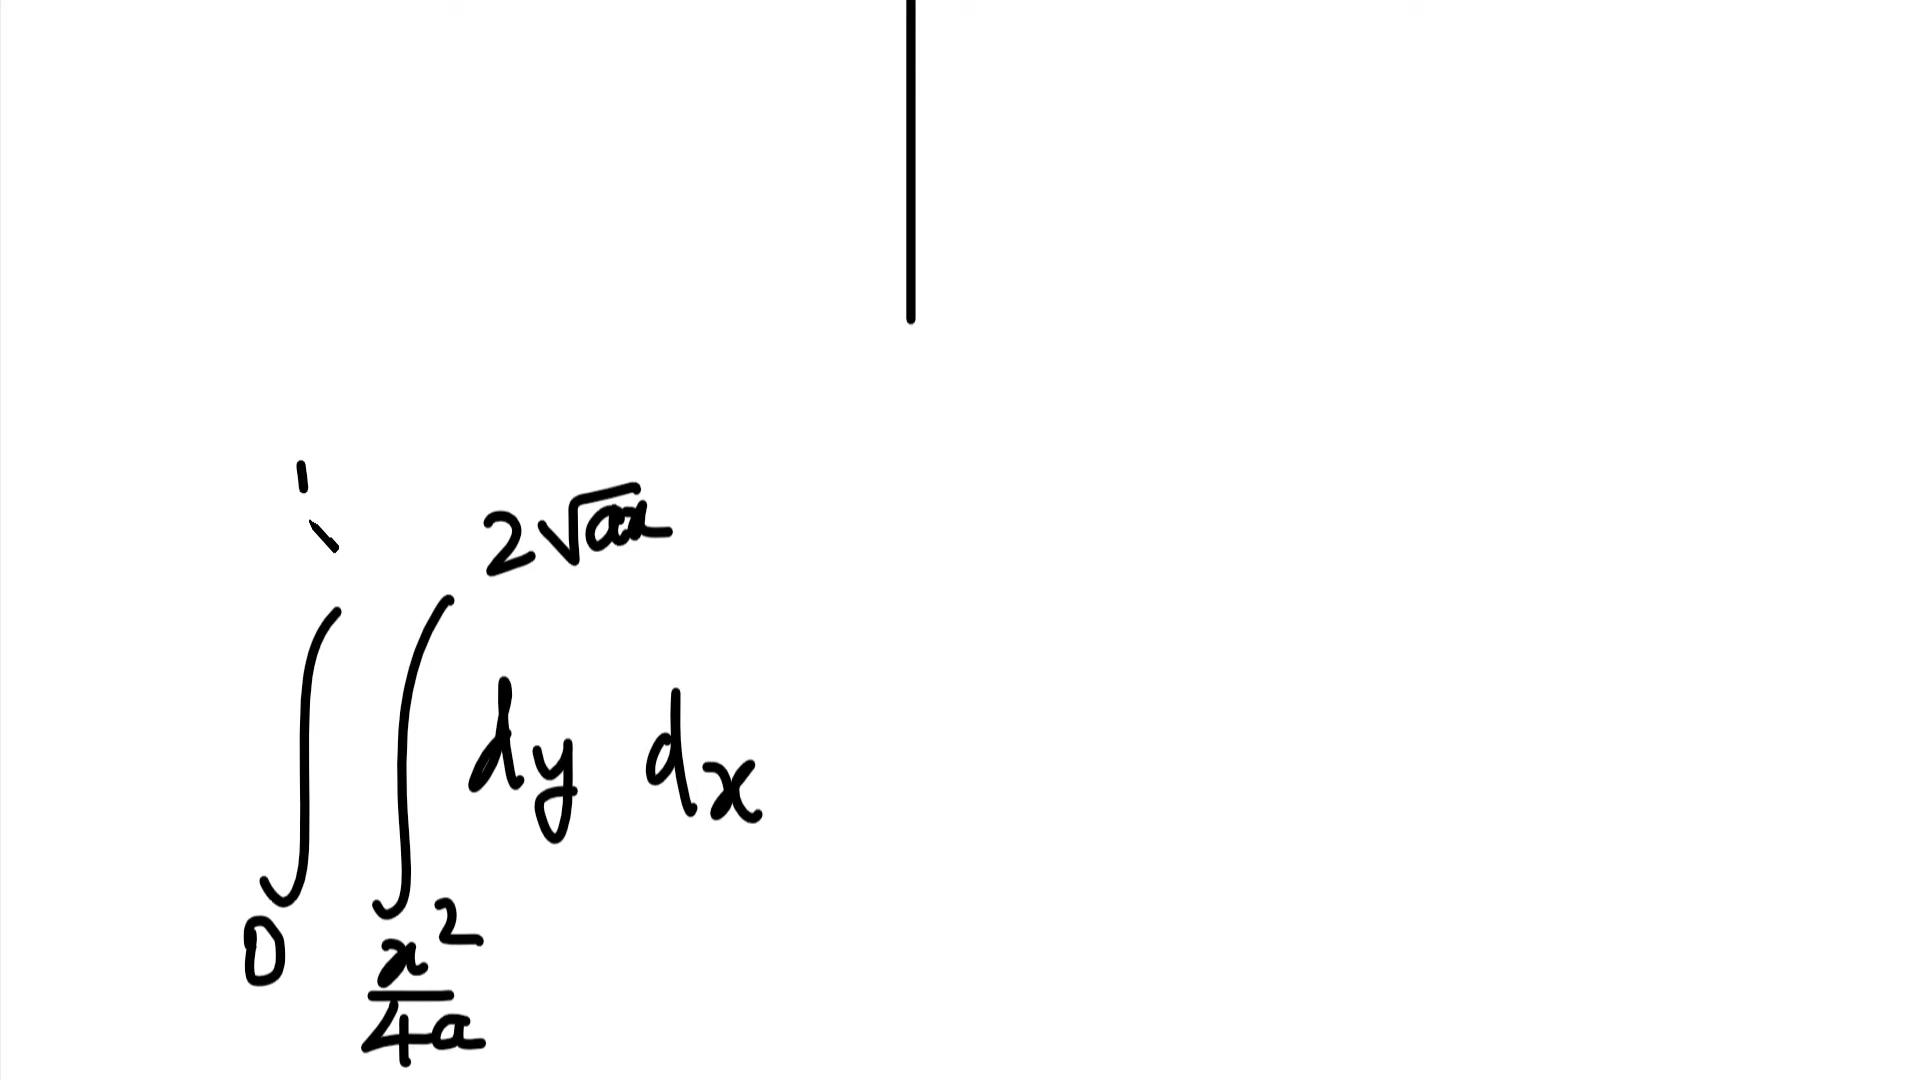 2√ax
∫ ∫ dy dx
0 x²/4a